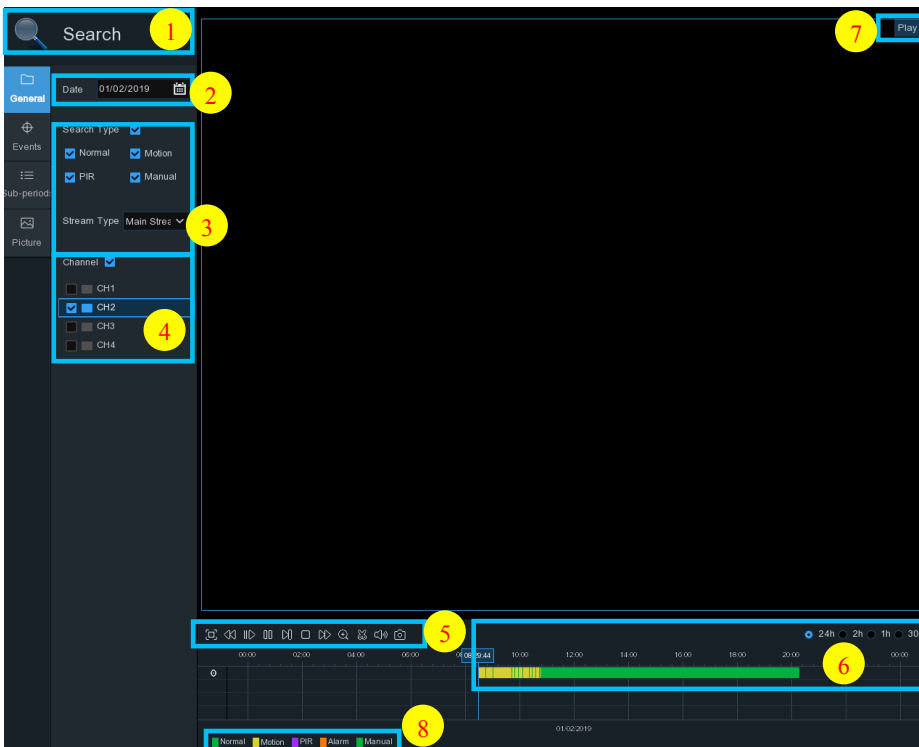 Search
1
7
Play
General
Date 01/02/2019
2
Events
Search Type
Normal Motion
PIR Manual
Sub-period
Stream Type Main Strea
3
Picture
Channel
CH1
CH2
CH3
4
CH4
5
24h 2h 1h 30
00:00 02:00 04:00 06:00 08:29:44 10:00 12:00 14:00 16:00 18:00 20:00 00:00
6
0
01/02/2019
8
Normal Motion PIR Alarm Manual